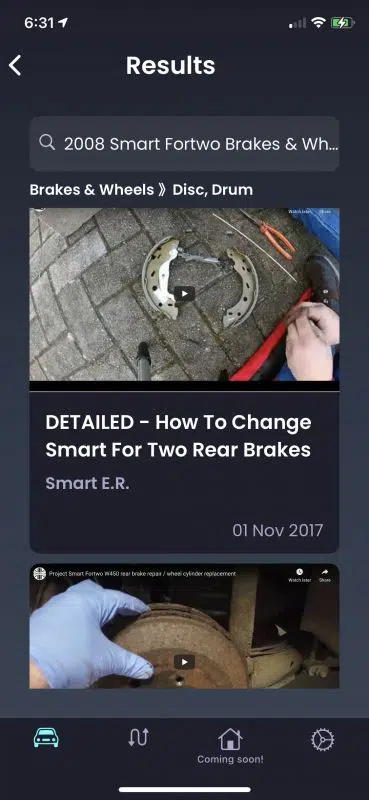 6:31
Results
2008 Smart Fortwo Brakes & Wh...
Brakes & Wheels 》 Disc, Drum
Watch later Share
DETAILED - How To Change
Smart For Two Rear Brakes
Smart E.R.
01 Nov 2017
Project Smart Fortwo W450 rear brake repair / wheel cylinder replacement
Watch later Share
Coming soon!